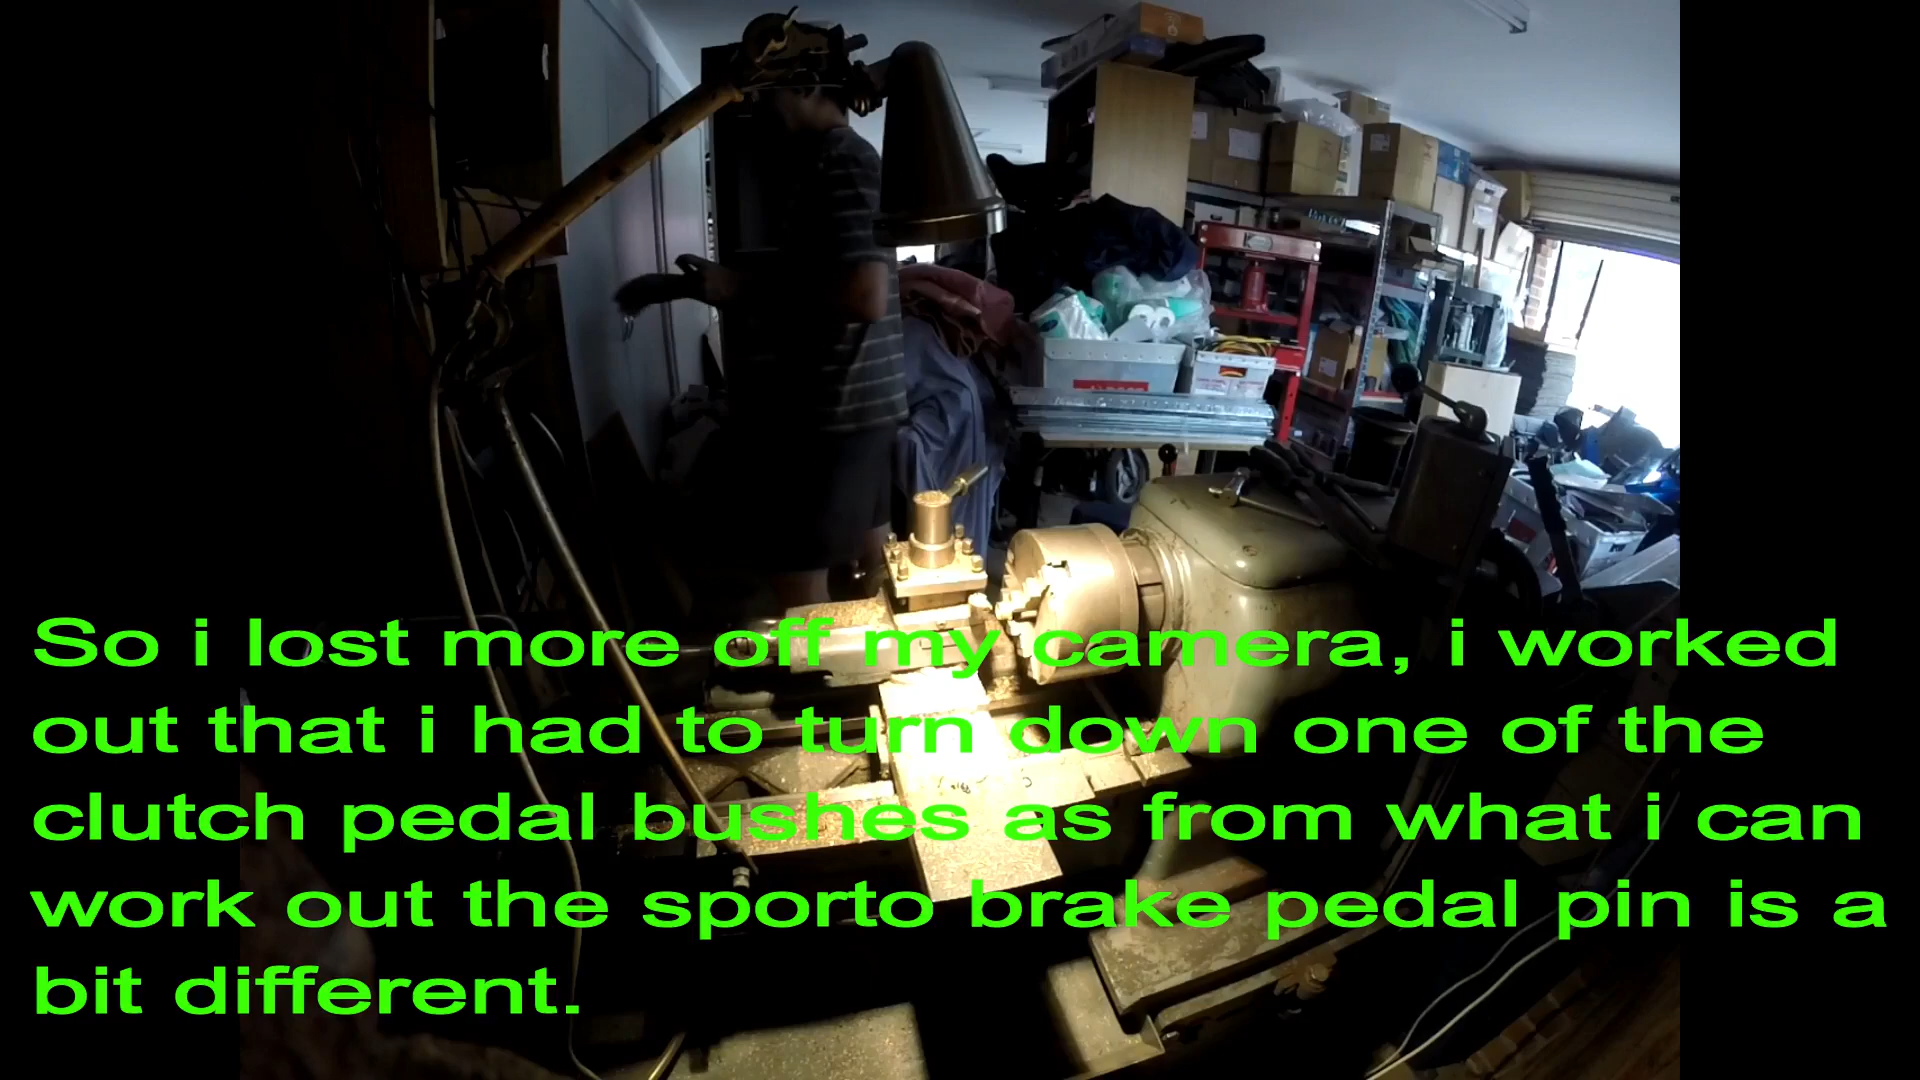 So i lost more off my camera, i worked
out that i had to turn down one of the
clutch pedal bushes as from what i can
work out the sporto brake pedal pin is a
bit different.